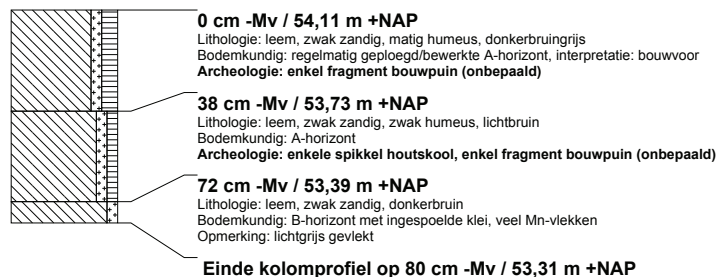 0 cm -Mv / 54,11 m +NAP
Lithologie: leem, zwak zandig, matig humeus, donkerbruingrijs
Bodemkundig: regelmatig geploegd/bewerkte A-horizont, interpretatie: bouwvoor
Archeologie: enkel fragment bouwpuin (onbepaald)
38 cm -Mv / 53,73 m +NAP
Lithologie: leem, zwak zandig, zwak humeus, lichtbruin
Bodemkundig: A-horizont
Archeologie: enkele spikkel houtskool, enkel fragment bouwpuin (onbepaald)
72 cm -Mv / 53,39 m +NAP
Lithologie: leem, zwak zandig, donkerbruin
Bodemkundig: B-horizont met ingespoelde klei, veel Mn-vlekken
Opmerking: lichtgrijs gevlekt
Einde kolomprofiel op 80 cm -Mv / 53,31 m +NAP